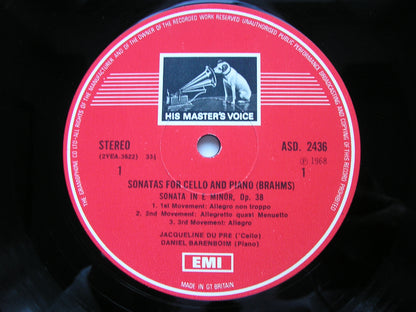 THE GRAMOPHONE CO LTD · ALL RIGHTS OF THE MANUFACTURER AND OF THE OWNER OF THE RECORDED WORK RESERVED · UNAUTHORISED PUBLIC PERFORMANCE BROADCASTING AND COPYING OF THIS RECORD PROHIBITED
HIS MASTER'S VOICE
STEREO
ASD. 2436
(2YEA.3622) 33⅓
℗ 1968
1
1
SONATAS FOR CELLO AND PIANO (BRAHMS)
SONATA IN E MINOR, Op. 38
1. 1st Movement: Allegro non troppo
2. 2nd Movement: Allegretto quasi Menuetto
3. 3rd Movement: Allegro
JACQUELINE DU PRÉ ('Cello)
DANIEL BARENBOIM (Piano)
EMI
MADE IN GT BRITAIN